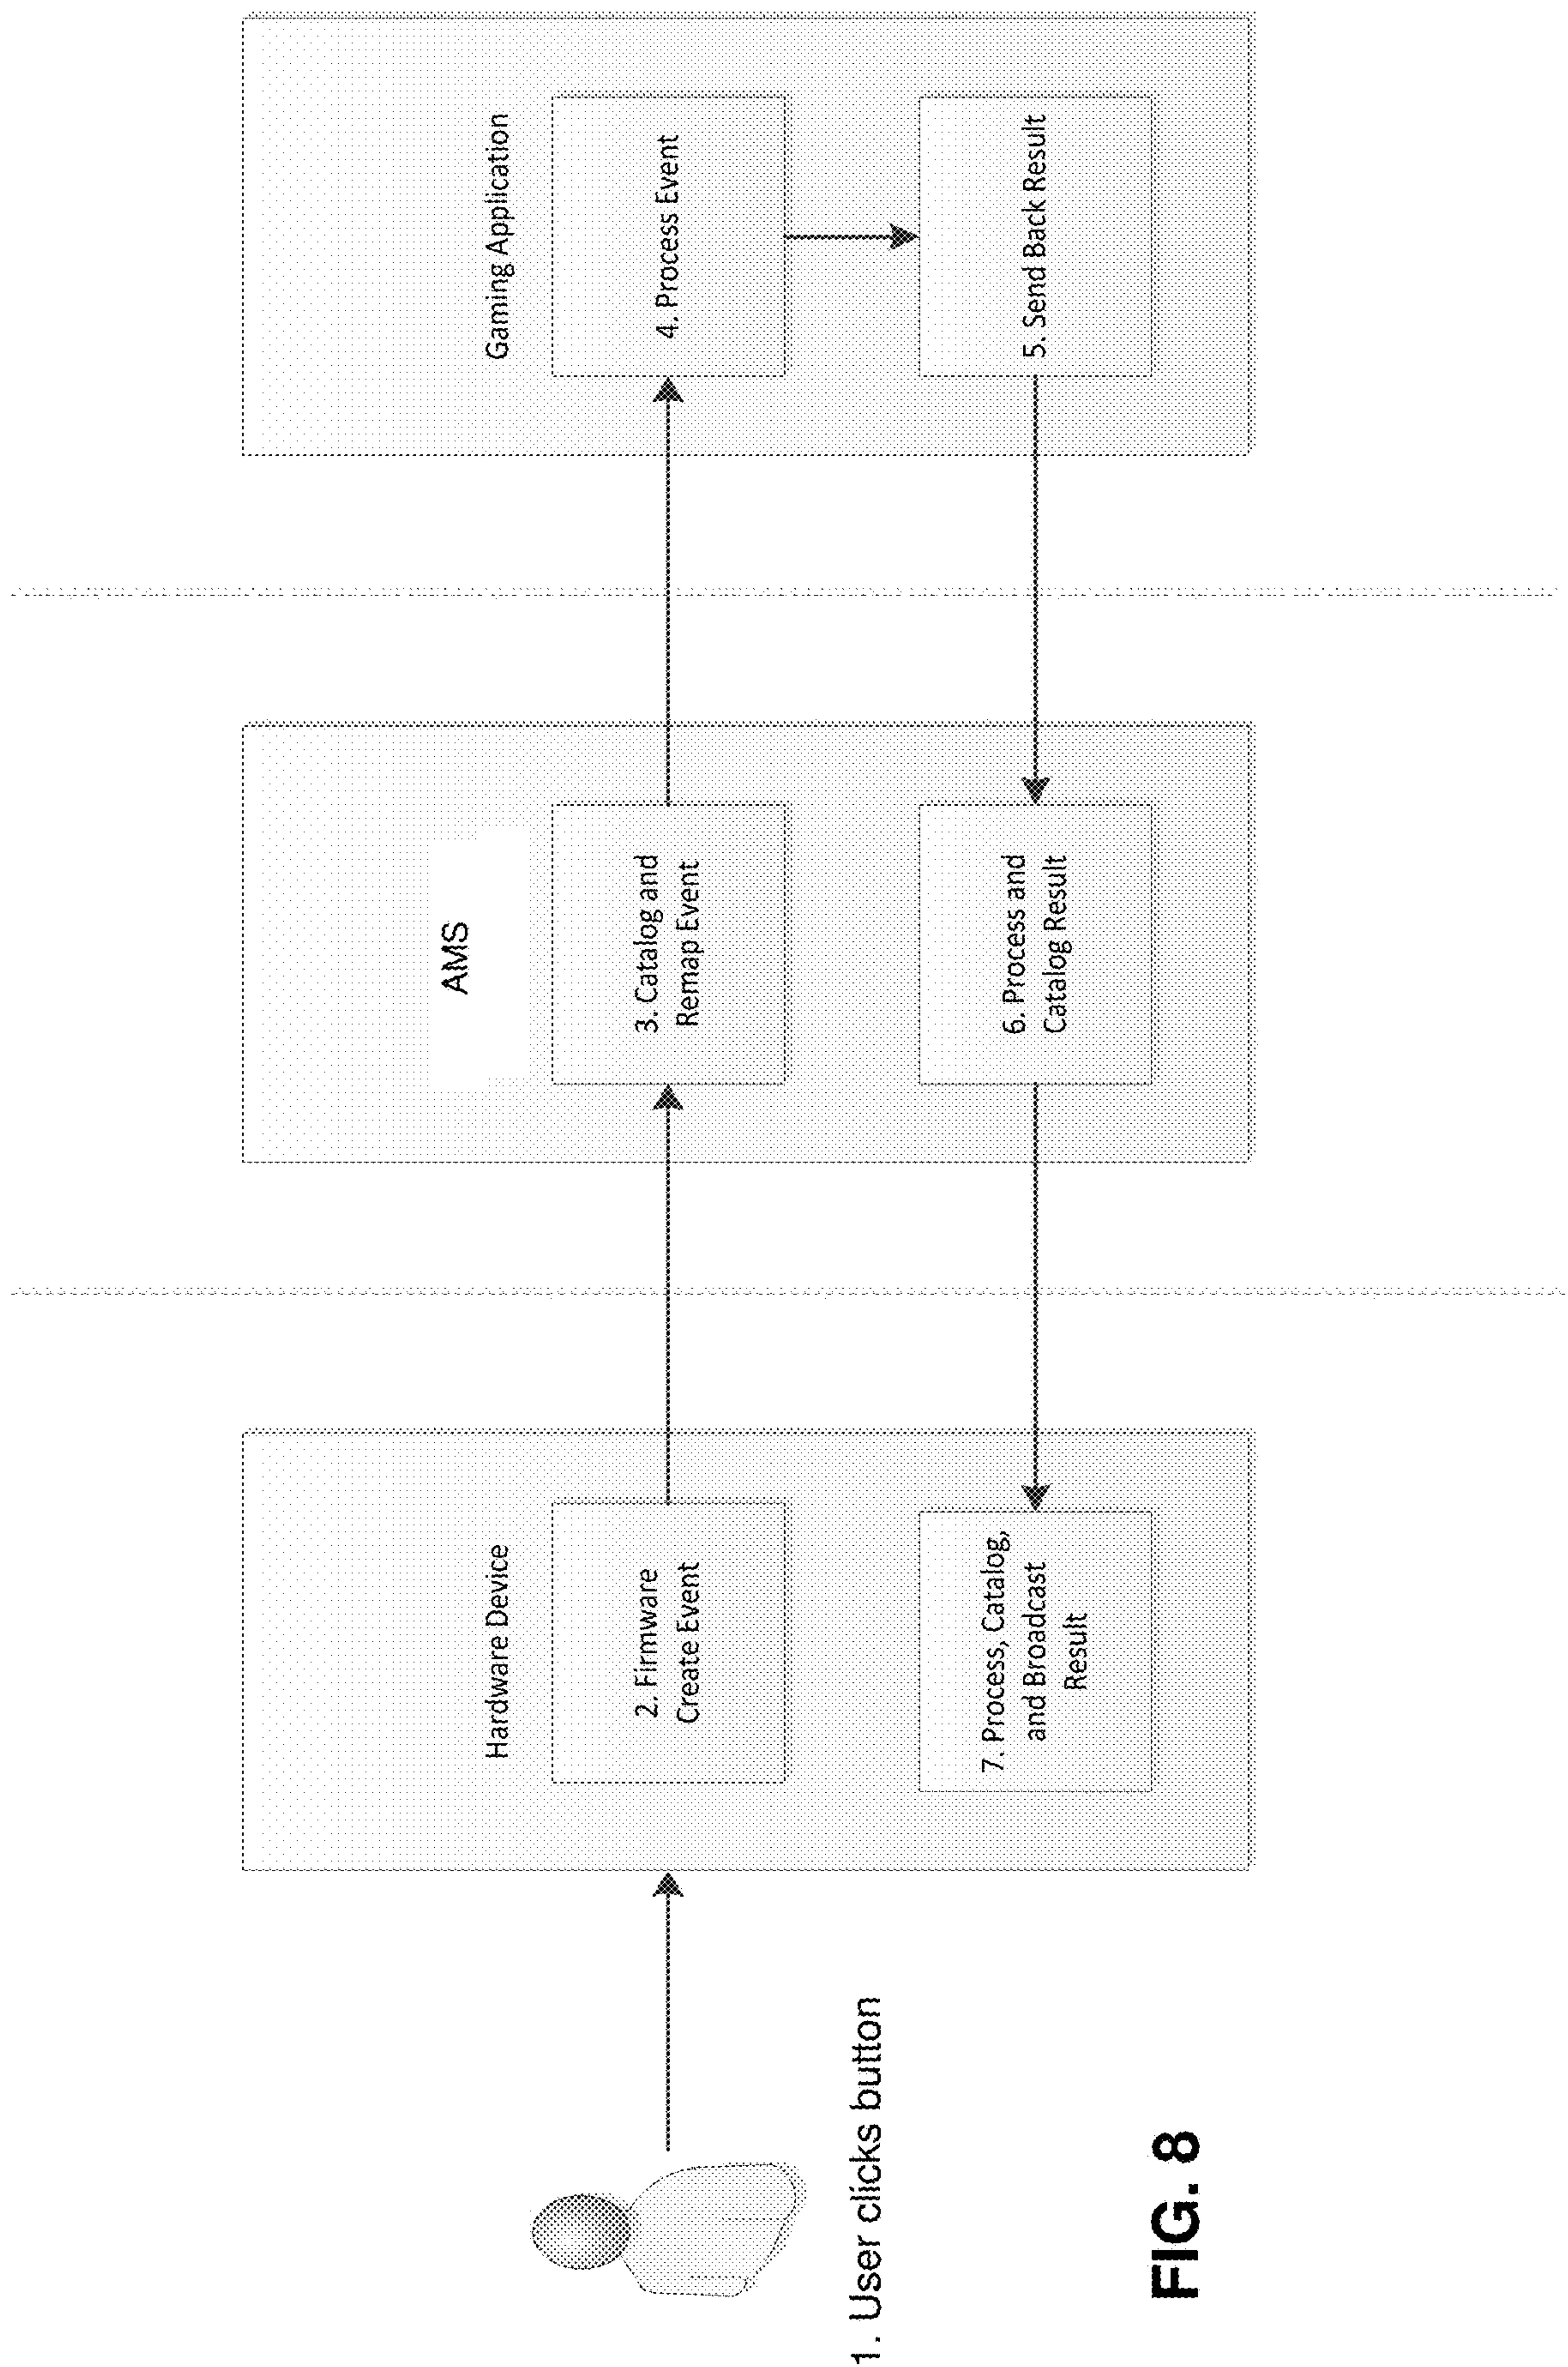 1. User clicks button
Hardware Device
2. Firmware
Create Event
7. Process, Catalog,
and Broadcast
Result
AMS
3. Catalog and
Remap Event
6. Process and
Catalog Result
Gaming Application
4. Process Event
5. Send Back Result
FIG. 8